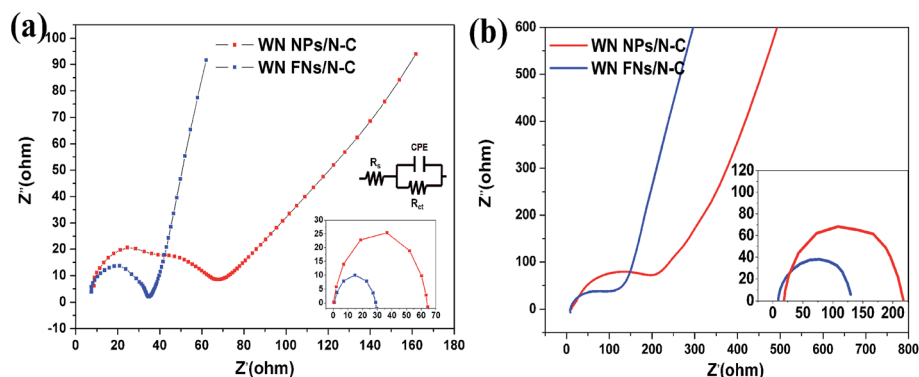 (a)
WN NPs/N-C
WN FNs/N-C
Z''(ohm)
100
90
80
70
60
50
40
30
20
10
0
-10
0 20 40 60 80 100 120 140 160 180
Z'(ohm)
CPE
Rs
Rct
25
20
15
10
5
0
0 10 20 30 40 50 60 70
(b)
WN NPs/N-C
WN FNs/N-C
Z''(ohm)
600
500
400
300
200
100
0
0 100 200 300 400 500 600 700 800
Z'(ohm)
120
100
80
60
40
20
0
0 50 100 150 200